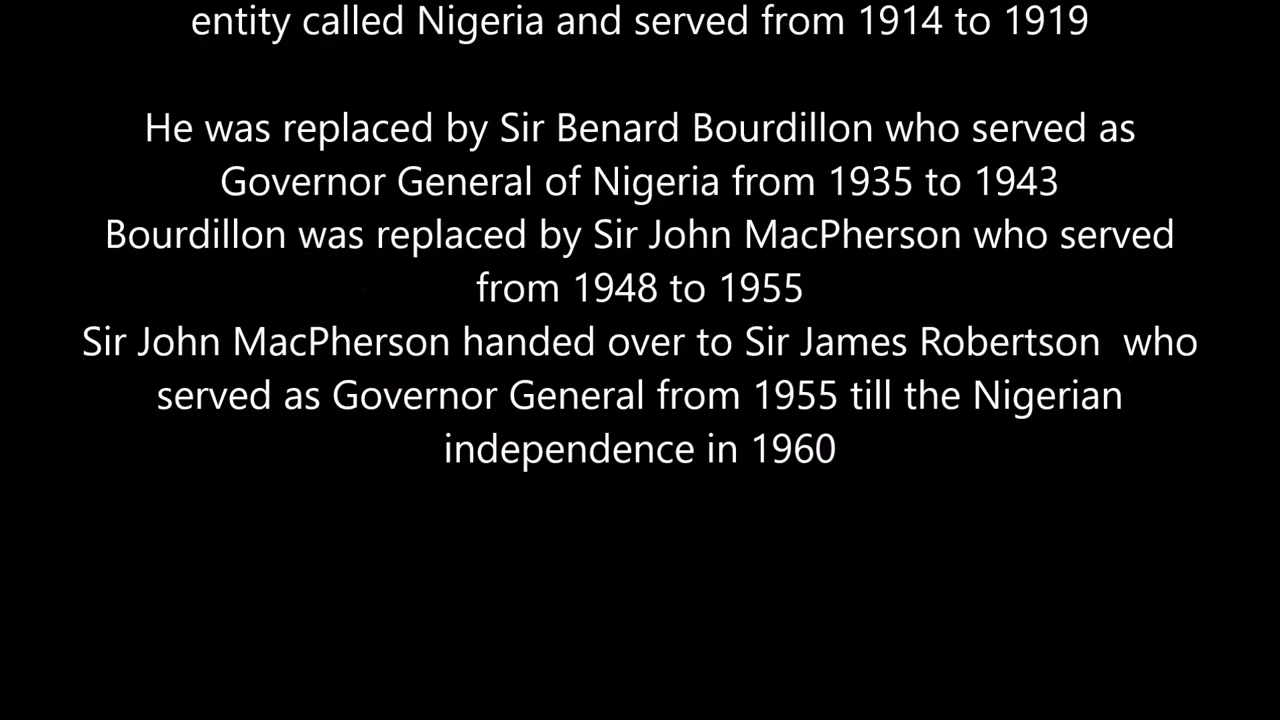 entity called Nigeria and served from 1914 to 1919
He was replaced by Sir Benard Bourdillon who served as
Governor General of Nigeria from 1935 to 1943
Bourdillon was replaced by Sir John MacPherson who served
from 1948 to 1955
Sir John MacPherson handed over to Sir James Robertson  who
served as Governor General from 1955 till the Nigerian
independence in 1960